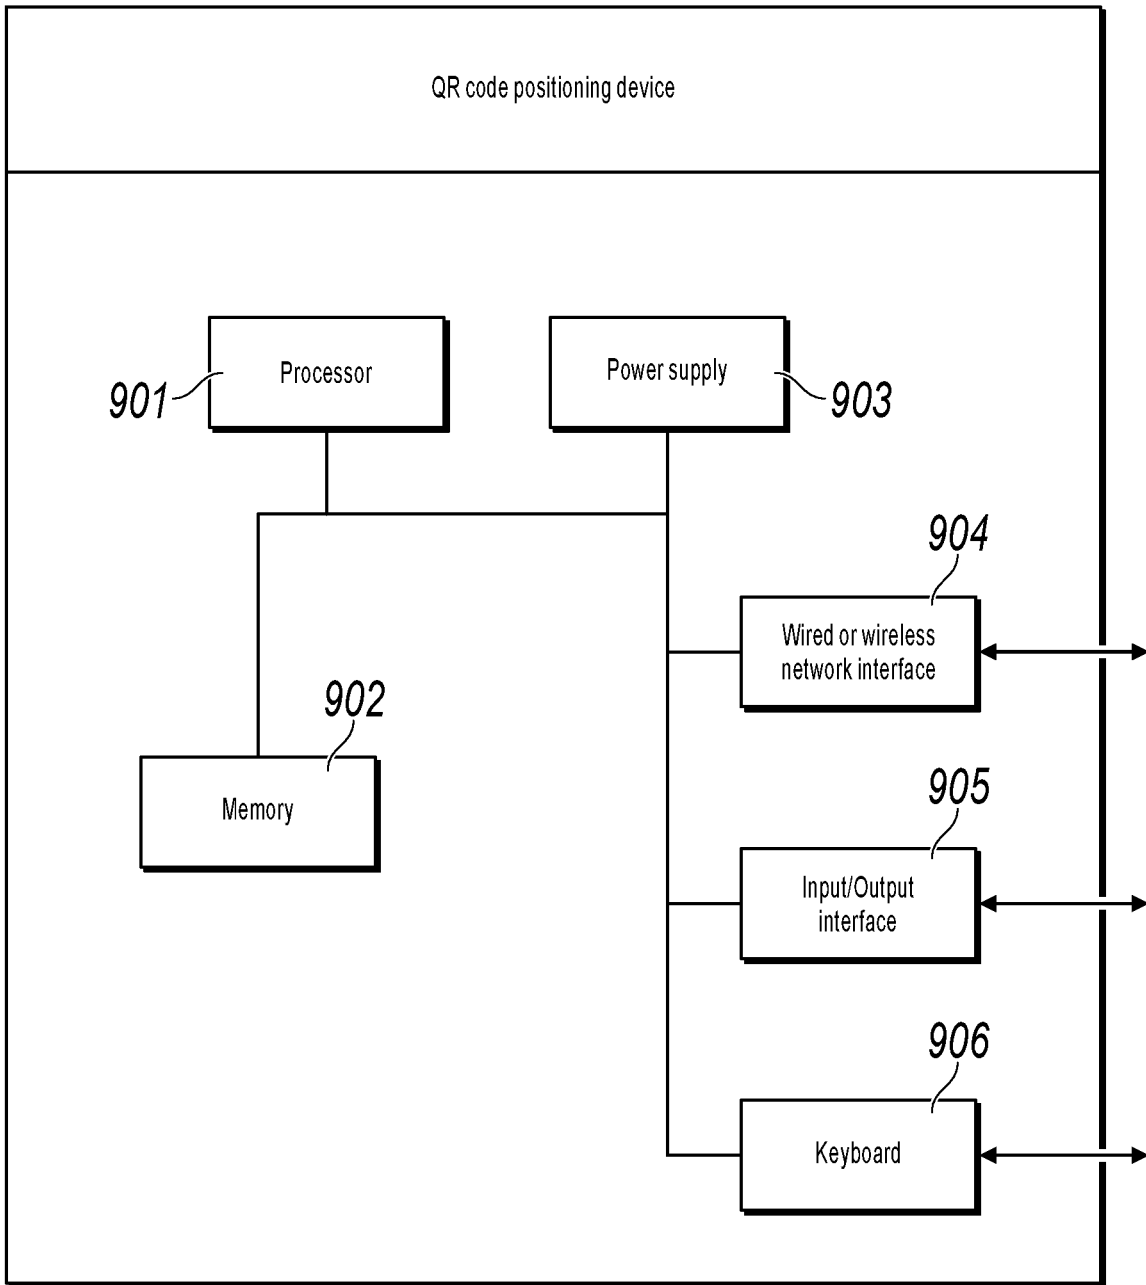 QR code positioning device
Processor
901
Power supply
903
904
Wired or wireless
network interface
902
Memory
905
Input/Output
interface
906
Keyboard